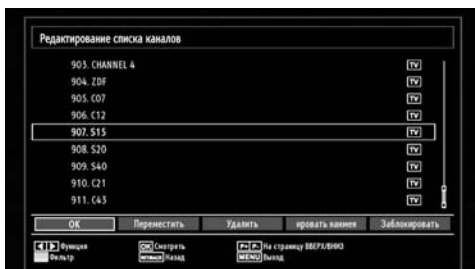 Редактирование списка каналов
903. CHANNEL 4 TV
904. ZDF TV
905. C07 TV
906. C12 TV
907. S15 TV
908. S20 TV
909. S40 TV
910. C21 TV
911. C43 TV
OK Переместить Удалить ировать наимен Заблокировать
Функция OK Смотреть P+ P- На страницу ВВЕРХ/ВНИЗ
Фильтр Назад MENU Выход